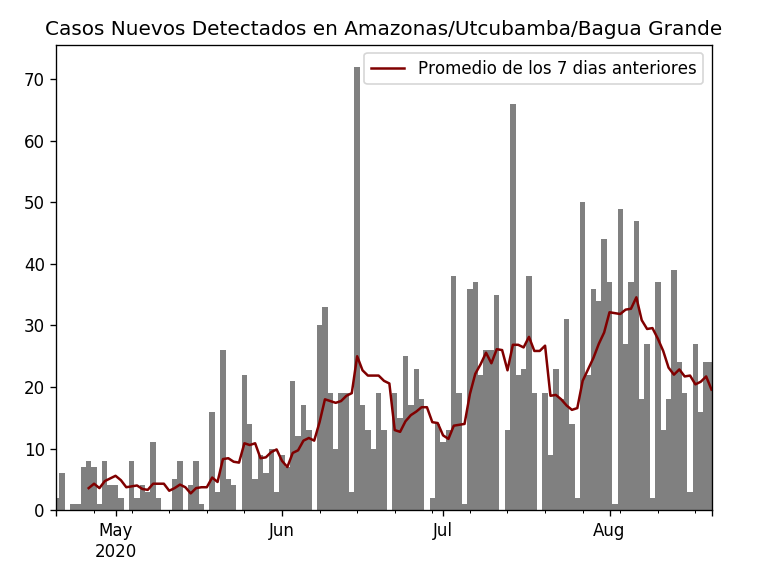 Casos Nuevos Detectados en Amazonas/Utcubamba/Bagua Grande
Promedio de los 7 dias anteriores
70
60
50
40
30
20
10
0
May
2020
Jun
Jul
Aug